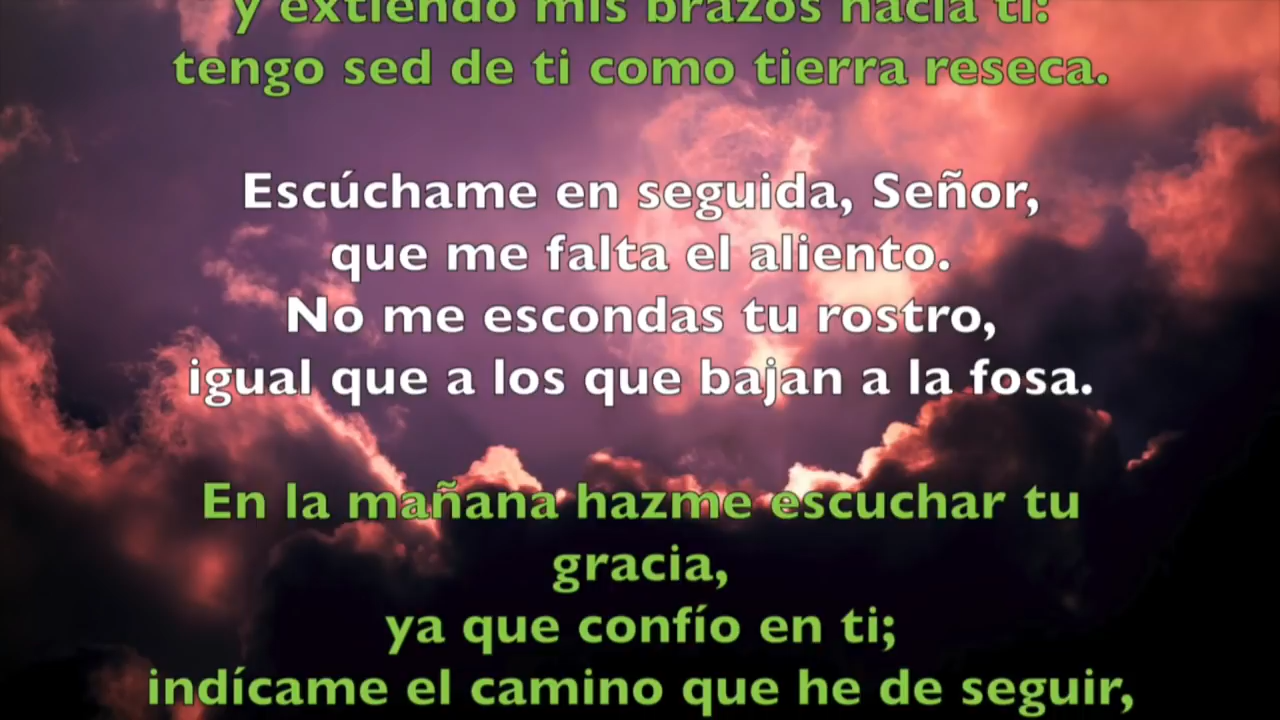 y extiendo mis brazos hacia ti:
tengo sed de ti como tierra reseca.
Escúchame en seguida, Señor,
que me falta el aliento.
No me escondas tu rostro,
igual que a los que bajan a la fosa.
En la mañana hazme escuchar tu
gracia,
ya que confío en ti;
indícame el camino que he de seguir,